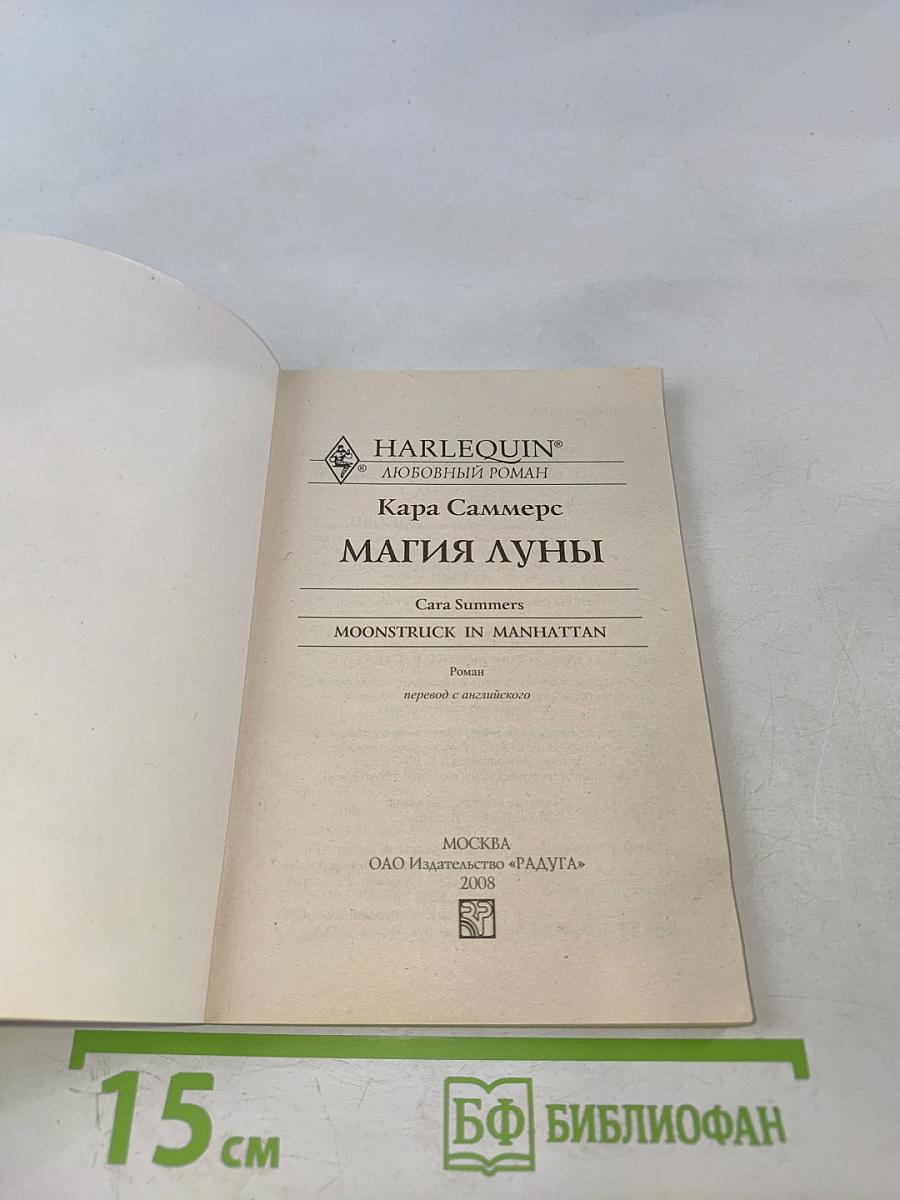 HARLEQUIN®
®
ЛЮБОВНЫЙ РОМАН
Кара Саммерс
МАГИЯ ЛУНЫ
Cara Summers
MOONSTRUCK IN MANHATTAN
Роман
перевод с английского
МОСКВА
ОАО Издательство «РАДУГА»
2008
15 см
БФ БИБЛИОФАН